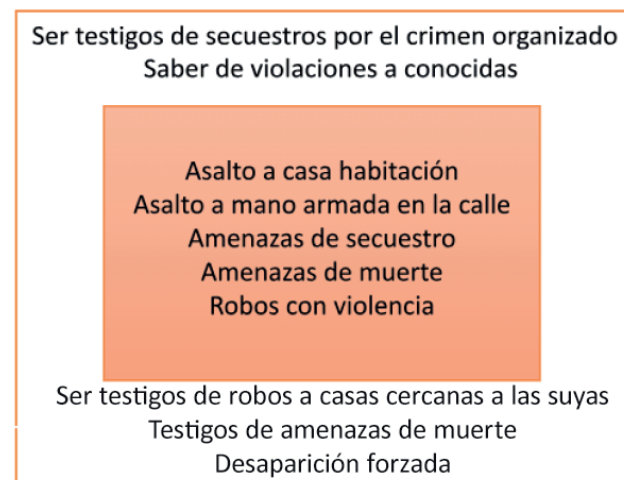 Ser testigos de secuestros por el crimen organizado
Saber de violaciones a conocidas
Asalto a casa habitación
Asalto a mano armada en la calle
Amenazas de secuestro
Amenazas de muerte
Robos con violencia
Ser testigos de robos a casas cercanas a las suyas
Testigos de amenazas de muerte
Desaparición forzada